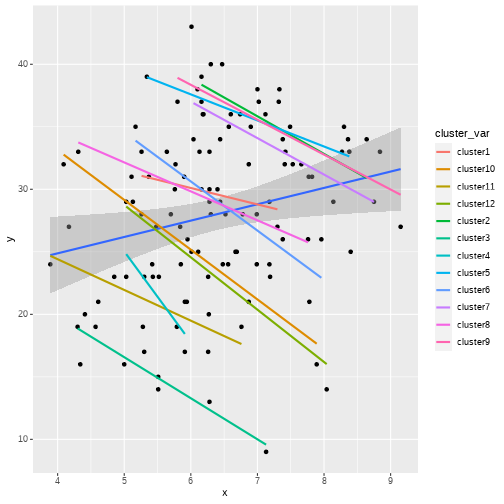 40
30
20
10
y
4 5 6 7 8 9
x
cluster_var
cluster1
cluster10
cluster11
cluster12
cluster2
cluster3
cluster4
cluster5
cluster6
cluster7
cluster8
cluster9